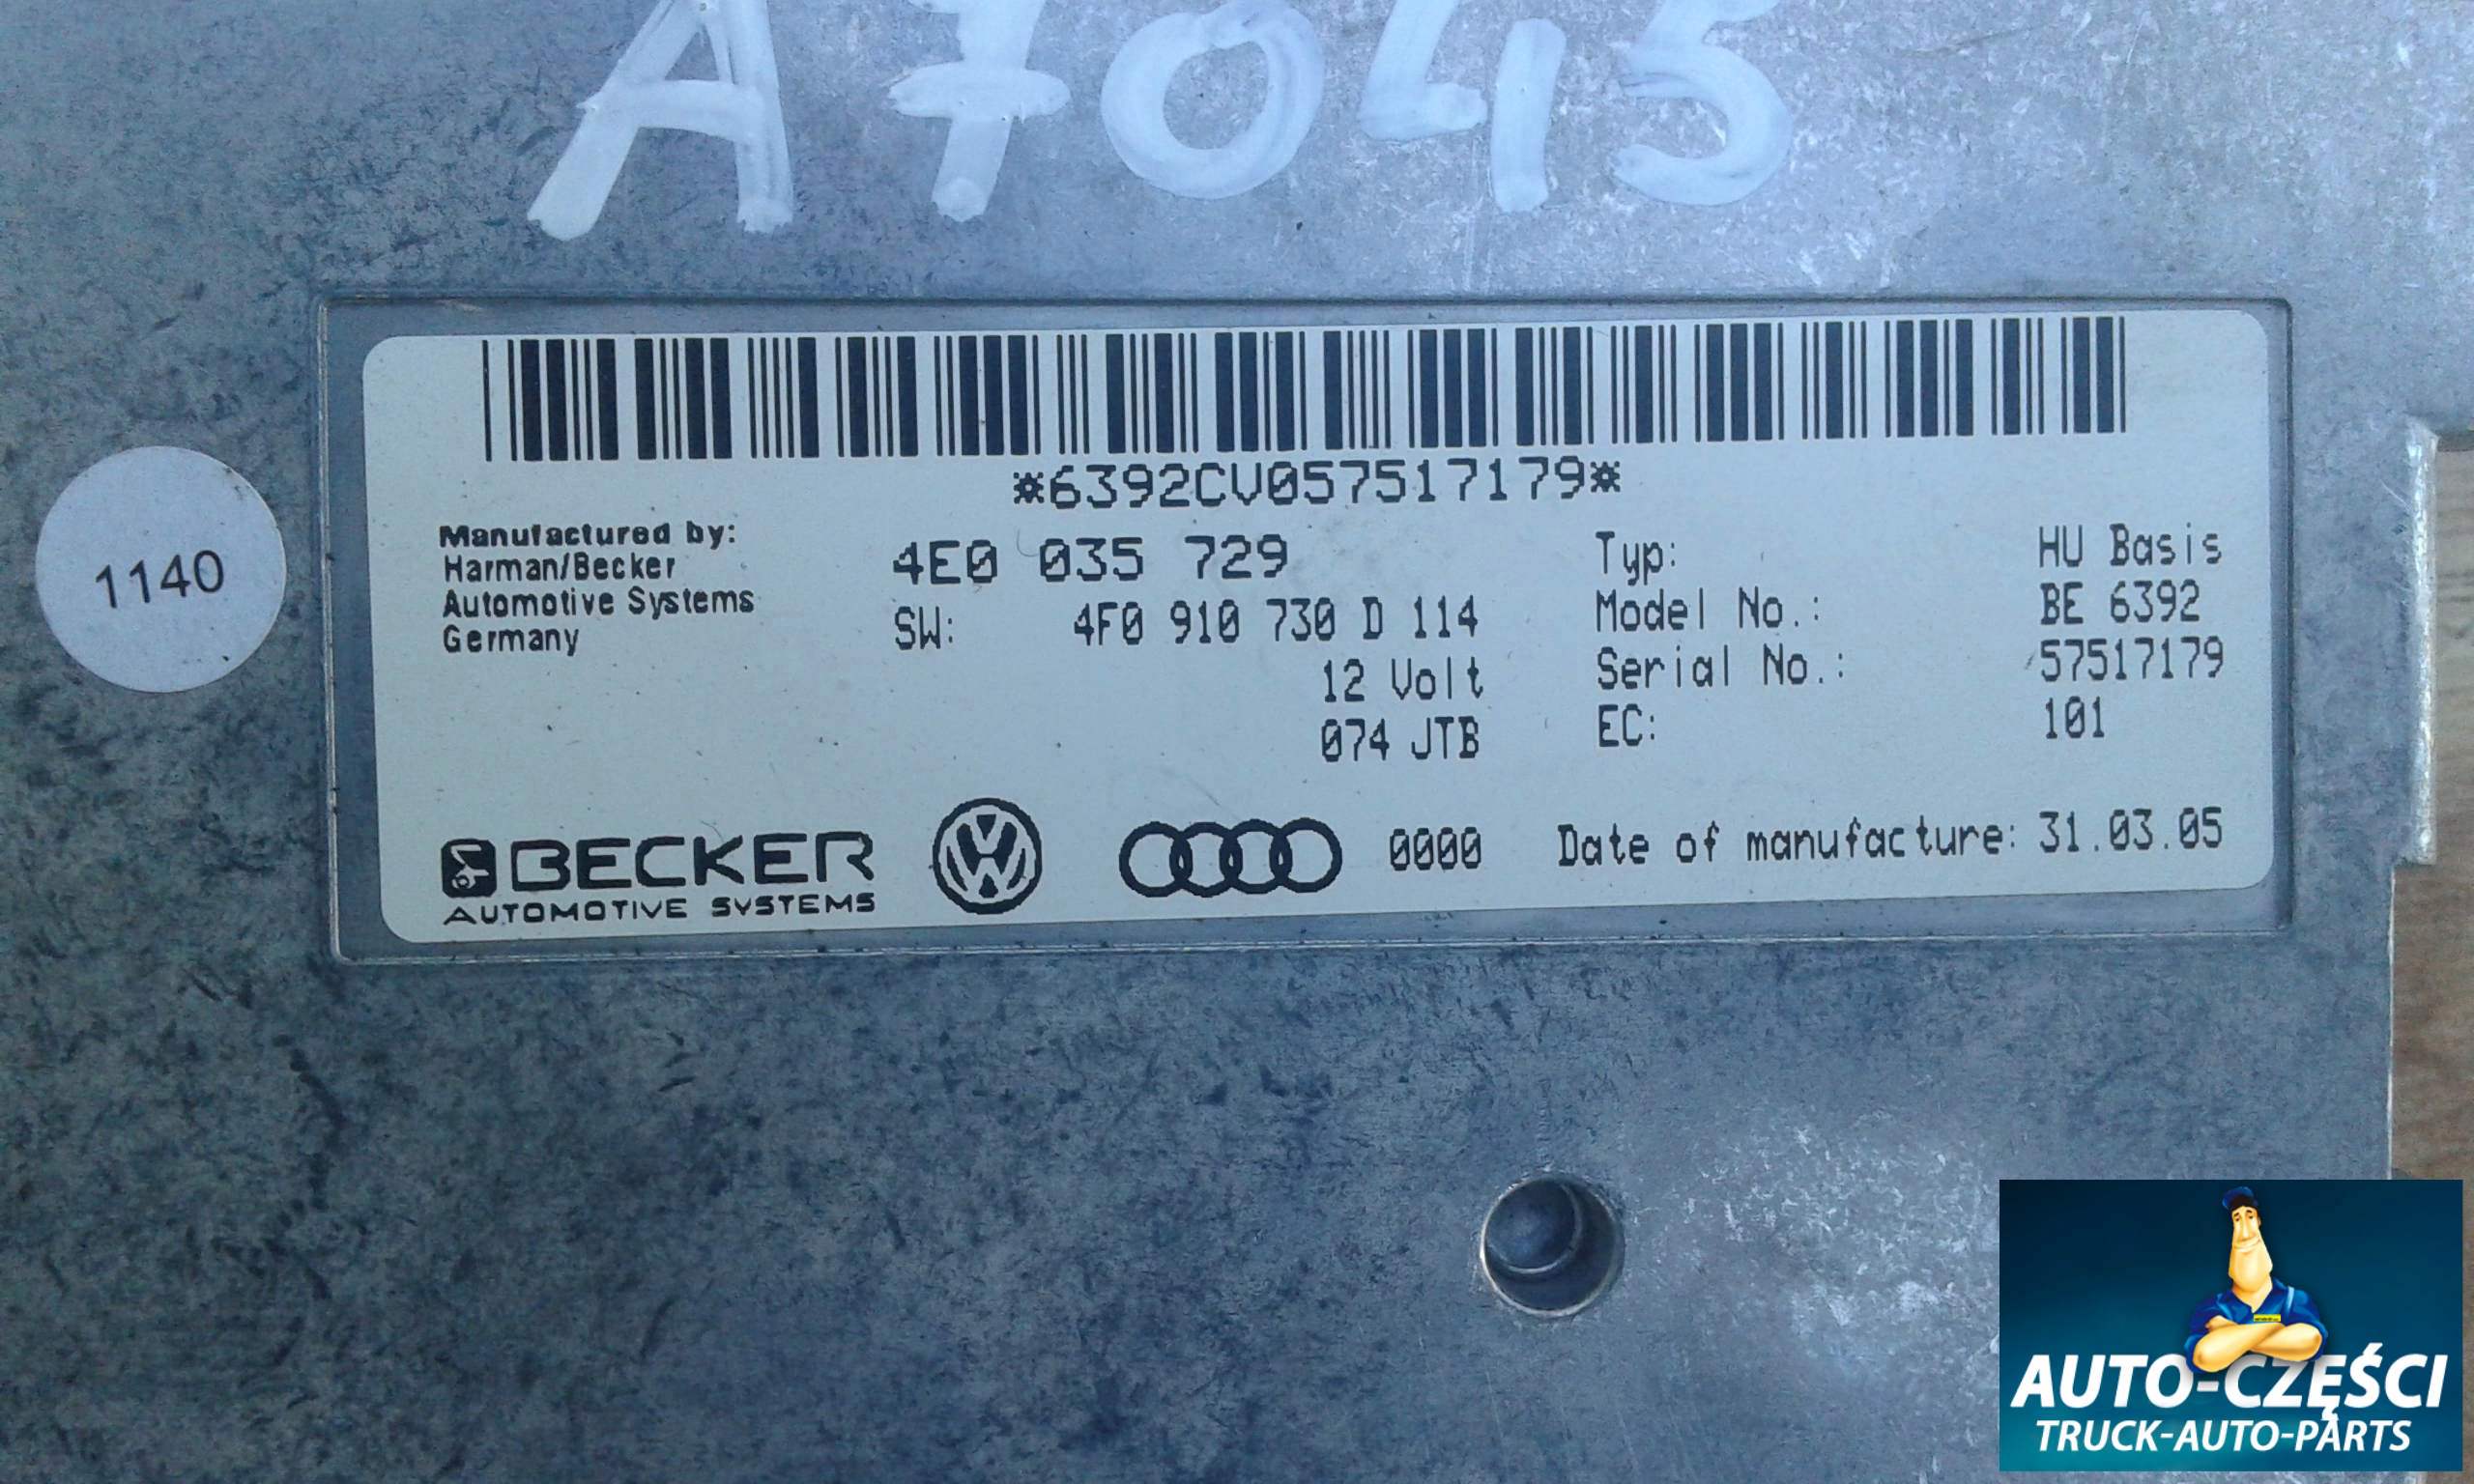 A7045
*6392CV057517179*
1140
Manufactured by:
Harman/Becker
Automotive Systems
Germany
4E0 035 729
SW: 4F0 910 730 D 114
12 Volt
074 JTB
Typ: HU Basis
Model No.: BE 6392
Serial No.: 57517179
EC: 101
BECKER
AUTOMOTIVE SYSTEMS
0000
Date of manufacture: 31.03.05
AUTO-CZĘŚCI
TRUCK-AUTO-PARTS